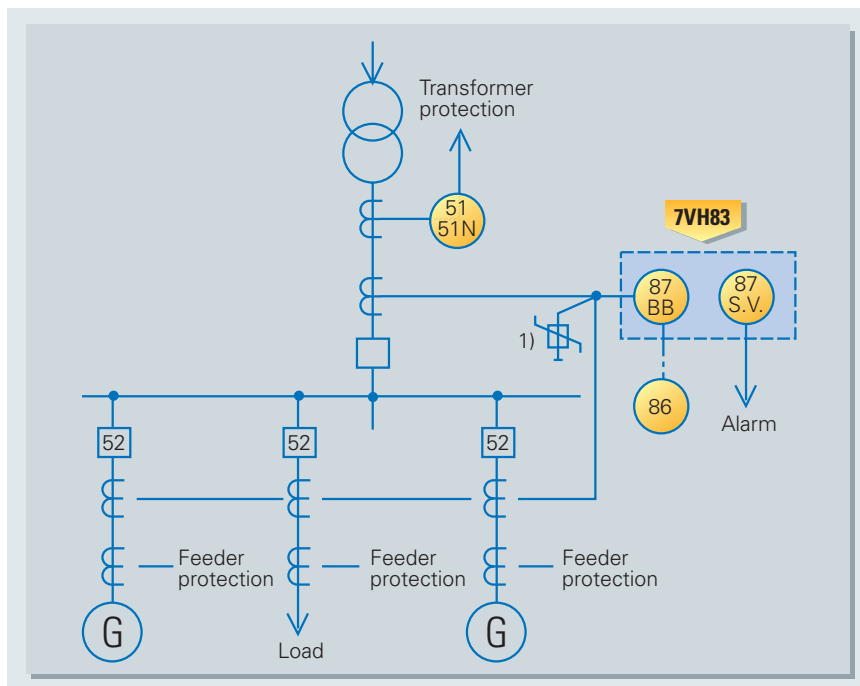 Transformer
protection
51
51N
7VH83
87
BB
87
S.V.
1)
86
Alarm
52
52
52
Feeder
protection
Feeder
protection
Feeder
protection
G
Load
G